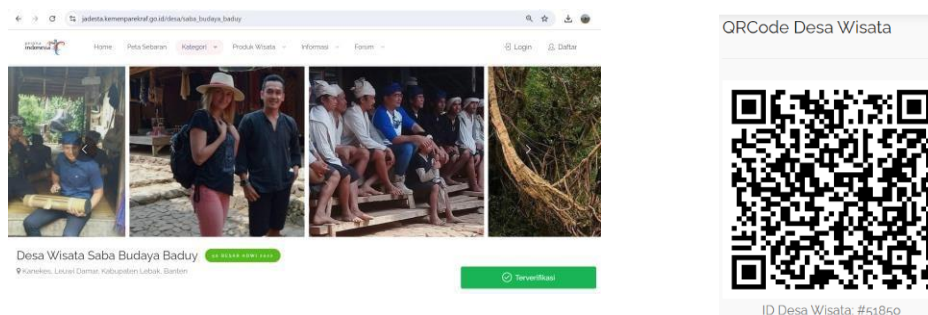 jadesta.kemenparekraf.go.id/desa/saba_budaya_baduy
indonesia
Home Peta Sebaran Kategori Produk Wisata Informasi Forum Login Daftar
Desa Wisata Saba Budaya Baduy
Kanekes, Leuwi Damar, Kabupaten Lebak, Banten
Terverifikasi
QRCode Desa Wisata
ID Desa Wisata: #51850